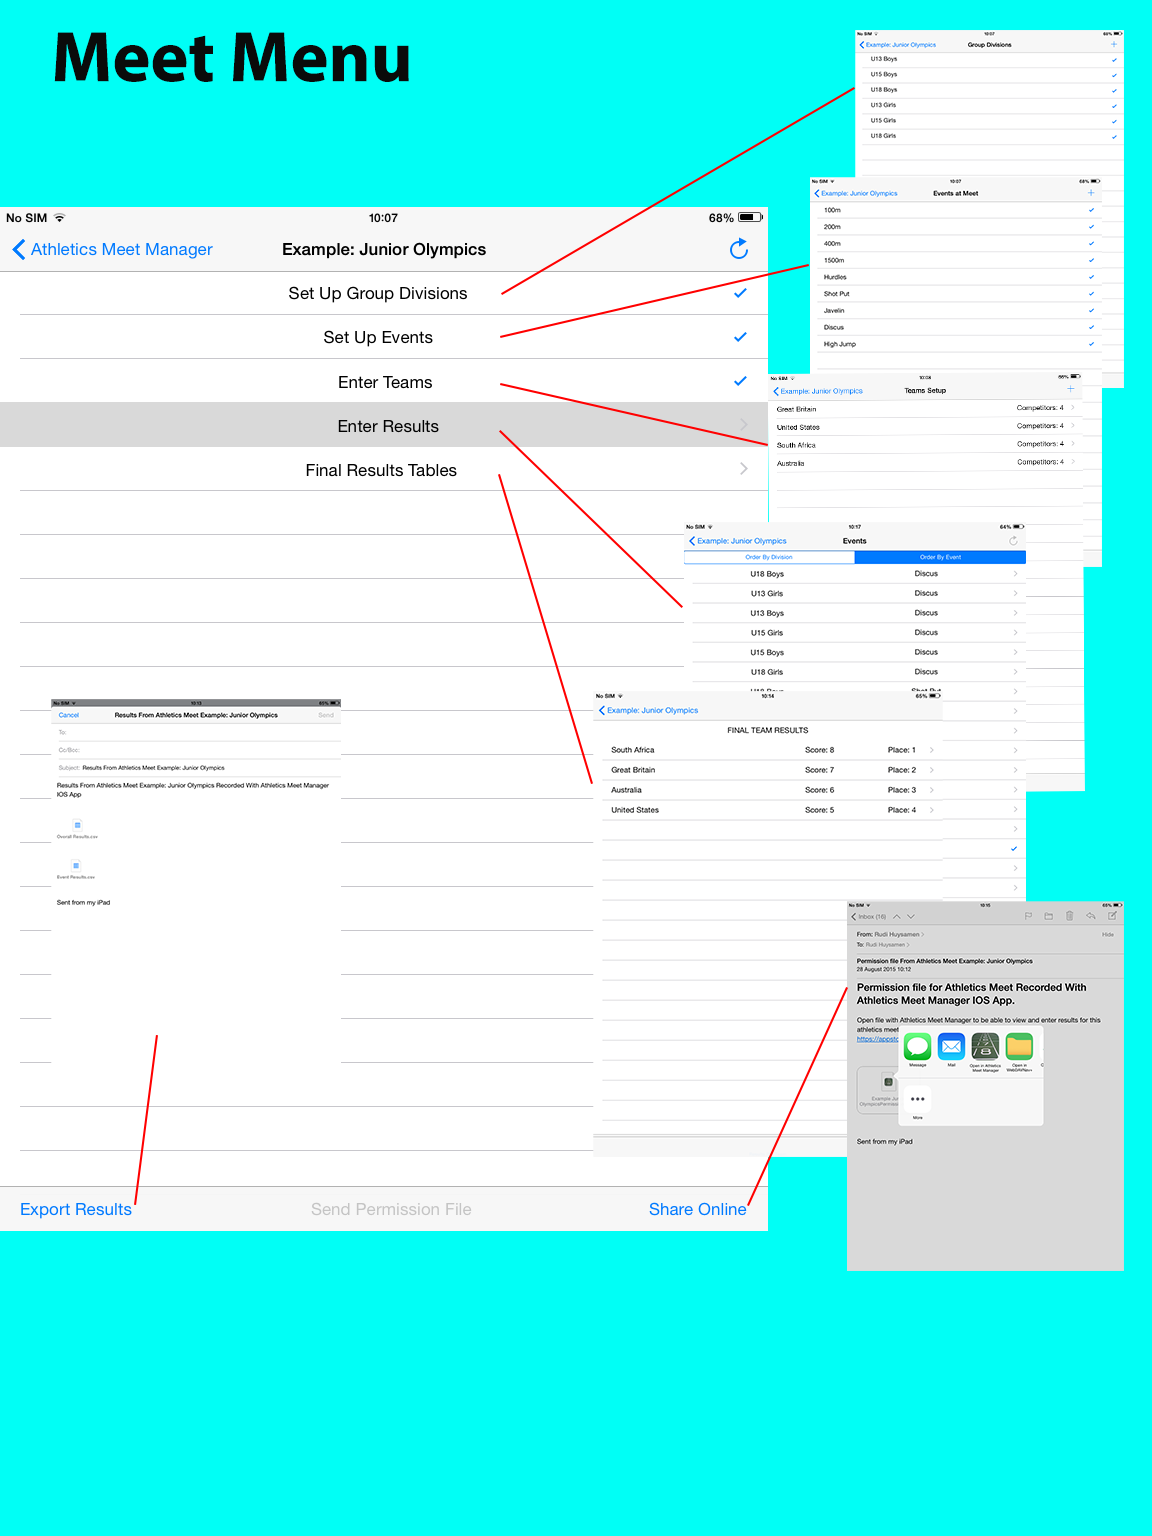 Meet Menu
No SIM 10:07 68%
Athletics Meet Manager Example: Junior Olympics
Set Up Group Divisions
Set Up Events
Enter Teams
Enter Results
Final Results Tables
Export Results Send Permission File Share Online
10:07 68%
Example: Junior Olympics Group Divisions +
U13 Boys
U15 Boys
U18 Boys
U13 Girls
U15 Girls
U18 Girls
No SIM 10:07 68%
Example: Junior Olympics Events at Meet +
100m
200m
400m
1500m
Hurdles
Shot Put
Javelin
Discus
High Jump
No SIM 10:08 66%
Example: Junior Olympics Teams Setup +
Great Britain Competitors: 4
United States Competitors: 4
South Africa Competitors: 4
Australia Competitors: 4
No SIM 10:17 64%
Example: Junior Olympics Events
Order By Division Order By Event
U18 Boys Discus
U13 Girls Discus
U13 Boys Discus
U15 Girls Discus
U15 Boys Discus
U18 Girls Discus
Shot Put
No SIM 10:14 65%
Example: Junior Olympics
FINAL TEAM RESULTS
South Africa Score: 8 Place: 1
Great Britain Score: 7 Place: 2
Australia Score: 6 Place: 3
United States Score: 5 Place: 4
No SIM 10:13 65%
Cancel Results From Athletics Meet Example: Junior Olympics Send
To:
Cc/Bcc:
Subject: Results From Athletics Meet Example: Junior Olympics
Results From Athletics Meet Example: Junior Olympics Recorded With Athletics Meet Manager
IOS App
Overall Results.csv
Event Results.csv
Sent from my iPad
No SIM 10:15 65%
Inbox (16)
From: Rudi Huysamen Hide
To: Rudi Huysamen
Permission file From Athletics Meet Example: Junior Olympics
28 August 2015 10:12
Permission file for Athletics Meet Recorded With
Athletics Meet Manager IOS App.
Open file with Athletics Meet Manager to be able to view and enter results for this
athletics meet
https://appsto
Message Mail Open in Athletics Meet Manager Open in WebDAVNav+
Example Ju
OlympicsPermiss
More
Sent from my iPad